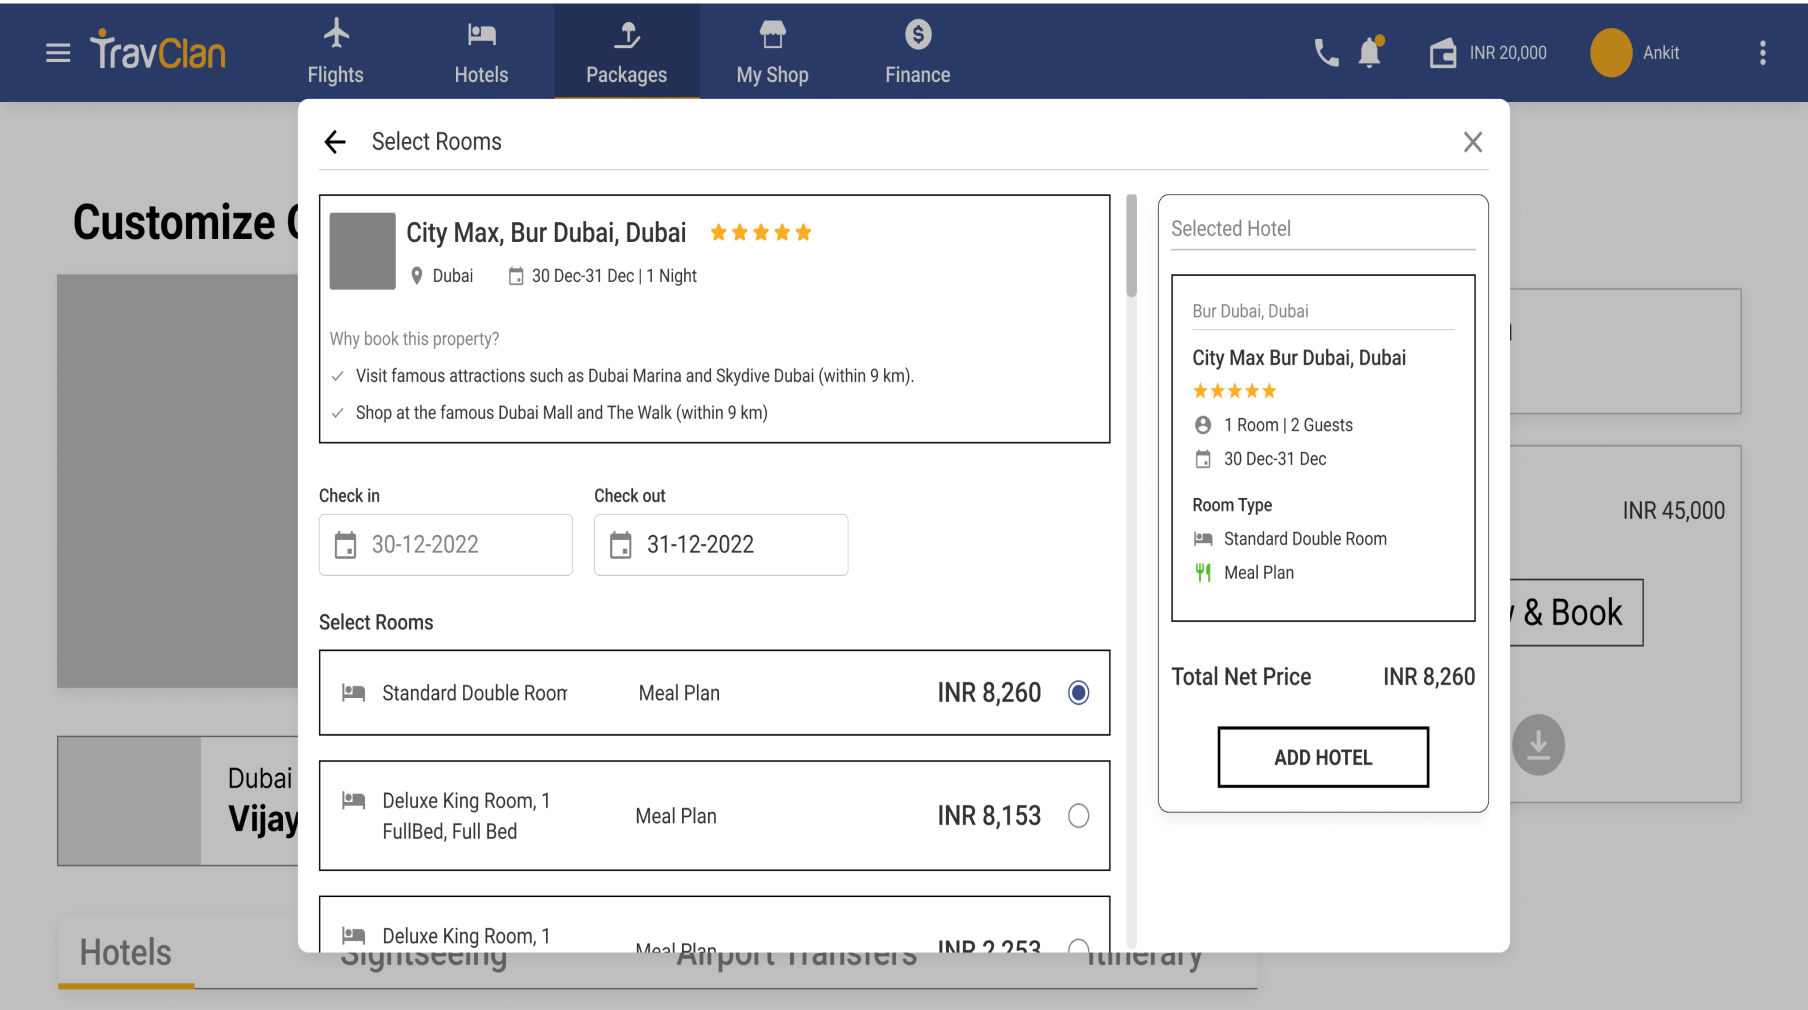 TravClan
Flights
Hotels
Packages
My Shop
Finance
INR 20,000
Ankit
Select Rooms
Customize
City Max, Bur Dubai, Dubai
Dubai
30 Dec-31 Dec | 1 Night
Why book this property?
Visit famous attractions such as Dubai Marina and Skydive Dubai (within 9 km).
Shop at the famous Dubai Mall and The Walk (within 9 km)
Check in
Check out
30-12-2022
31-12-2022
Select Rooms
Standard Double Room
Meal Plan
INR 8,260
Deluxe King Room, 1
FullBed, Full Bed
Meal Plan
INR 8,153
Deluxe King Room, 1
Meal Plan
INR 2,253
Selected Hotel
Bur Dubai, Dubai
City Max Bur Dubai, Dubai
1 Room | 2 Guests
30 Dec-31 Dec
Room Type
Standard Double Room
Meal Plan
Total Net Price
INR 8,260
ADD HOTEL
INR 45,000
& Book
Dubai
Vijay
Hotels
Sightseeing
Airport Transfers
Itinerary